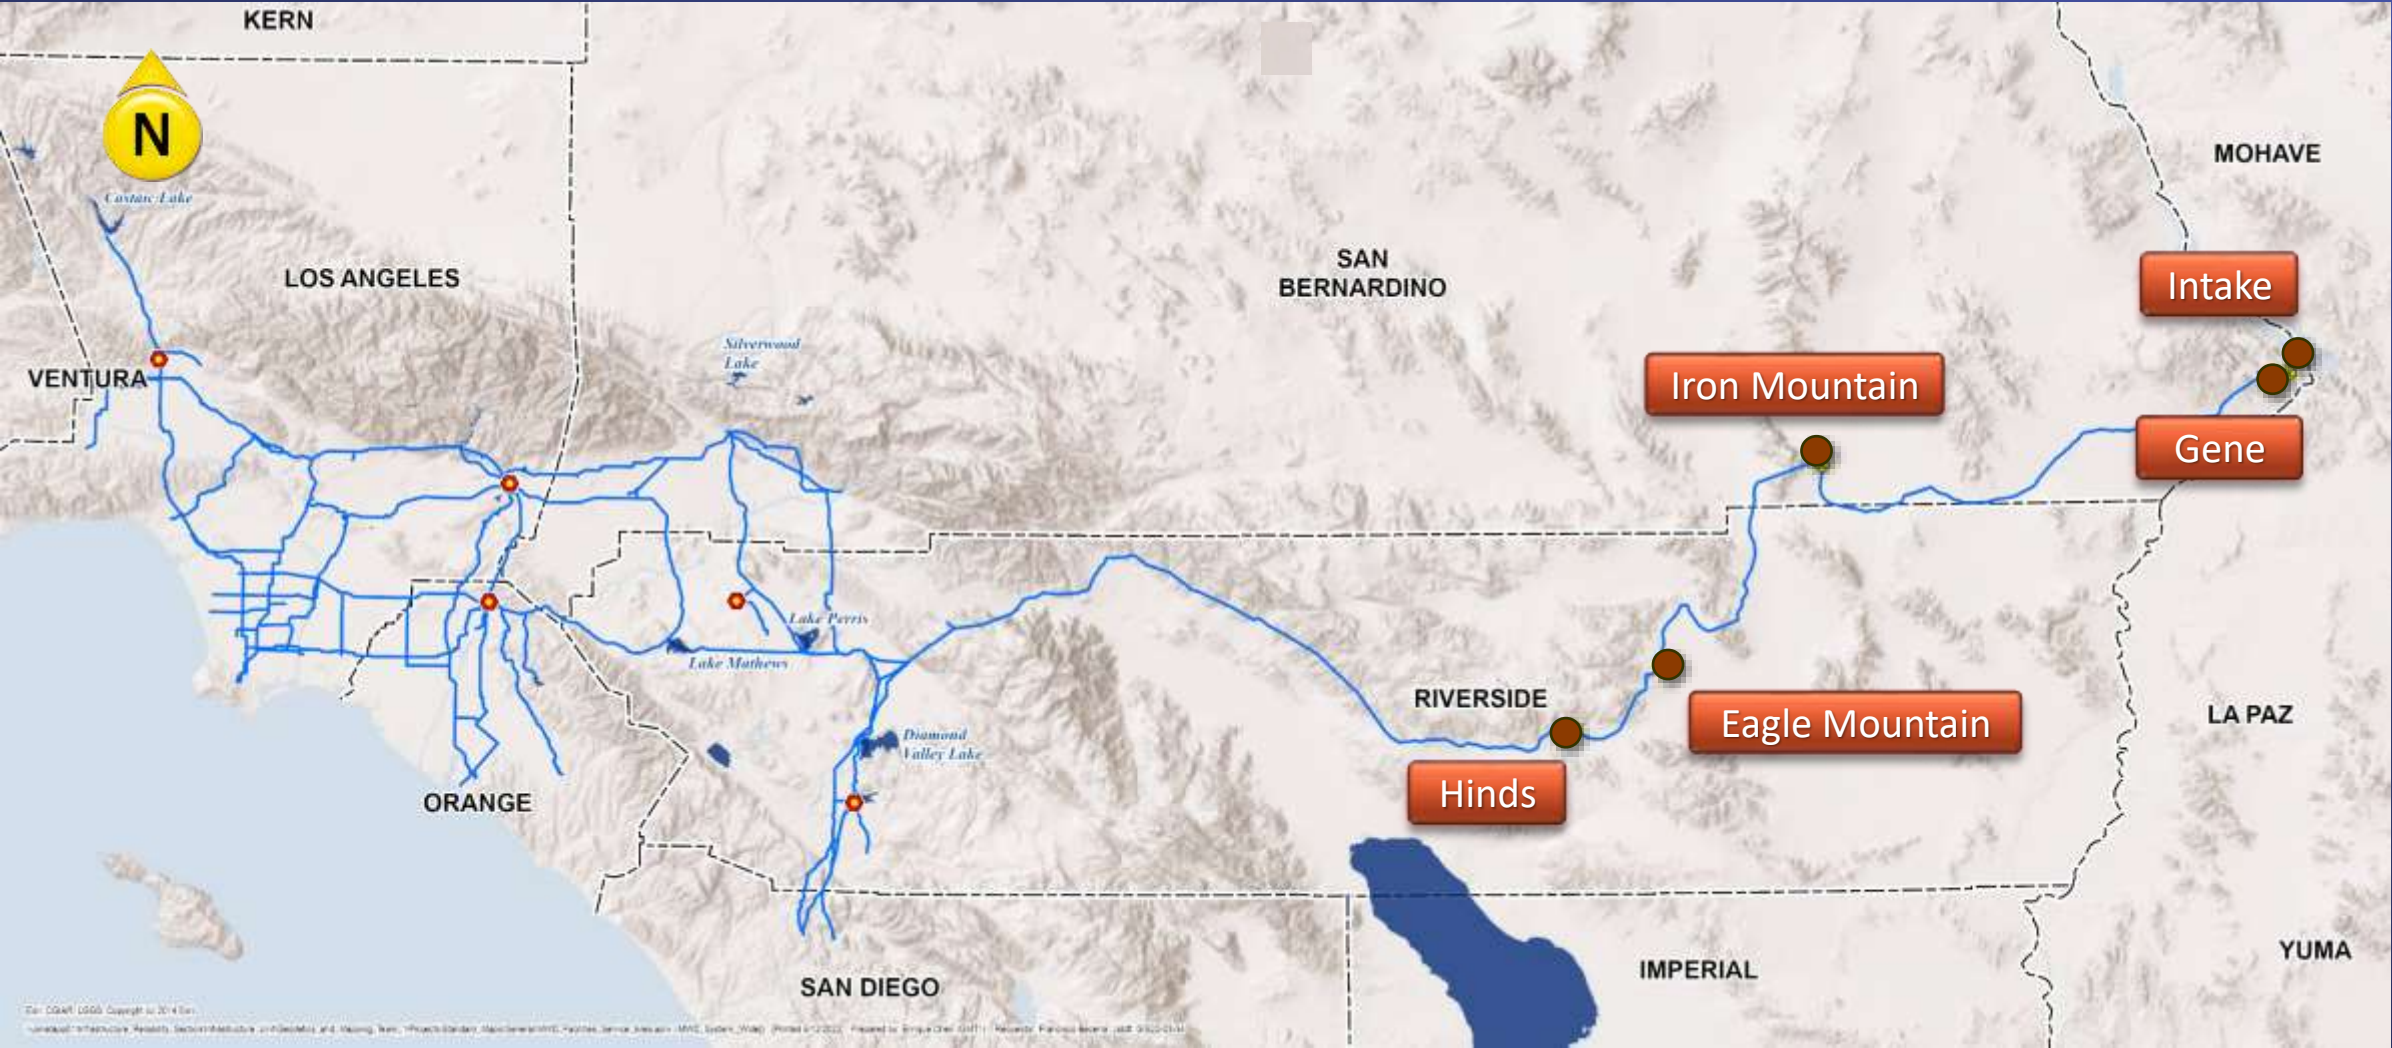 KERN
N
MOHAVE
Castaic Lake
SAN
BERNARDINO
LOS ANGELES
Intake
Silverwood
Lake
VENTURA
Iron Mountain
Gene
Lake Perris
Lake Mathews
RIVERSIDE
Eagle Mountain
LA PAZ
Diamond
Valley Lake
Hinds
ORANGE
YUMA
IMPERIAL
SAN DIEGO